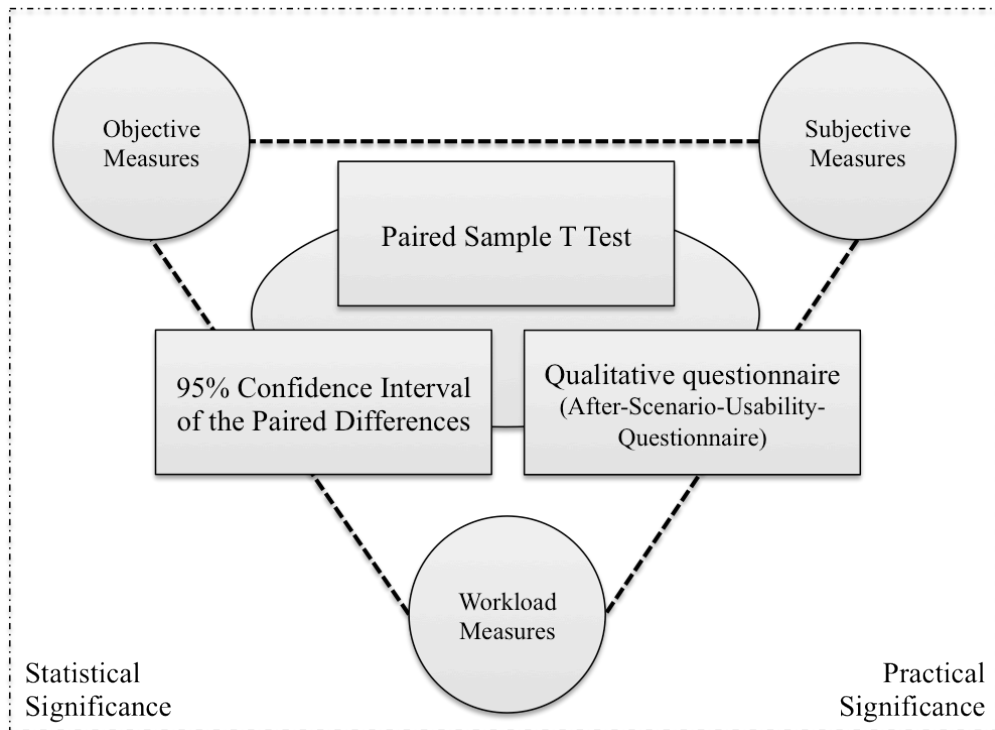 Objective
Measures
Subjective
Measures
Paired Sample T Test
95% Confidence Interval
of the Paired Differences
Qualitative questionnaire
(After-Scenario-Usability-
Questionnaire)
Workload
Measures
Statistical
Significance
Practical
Significance